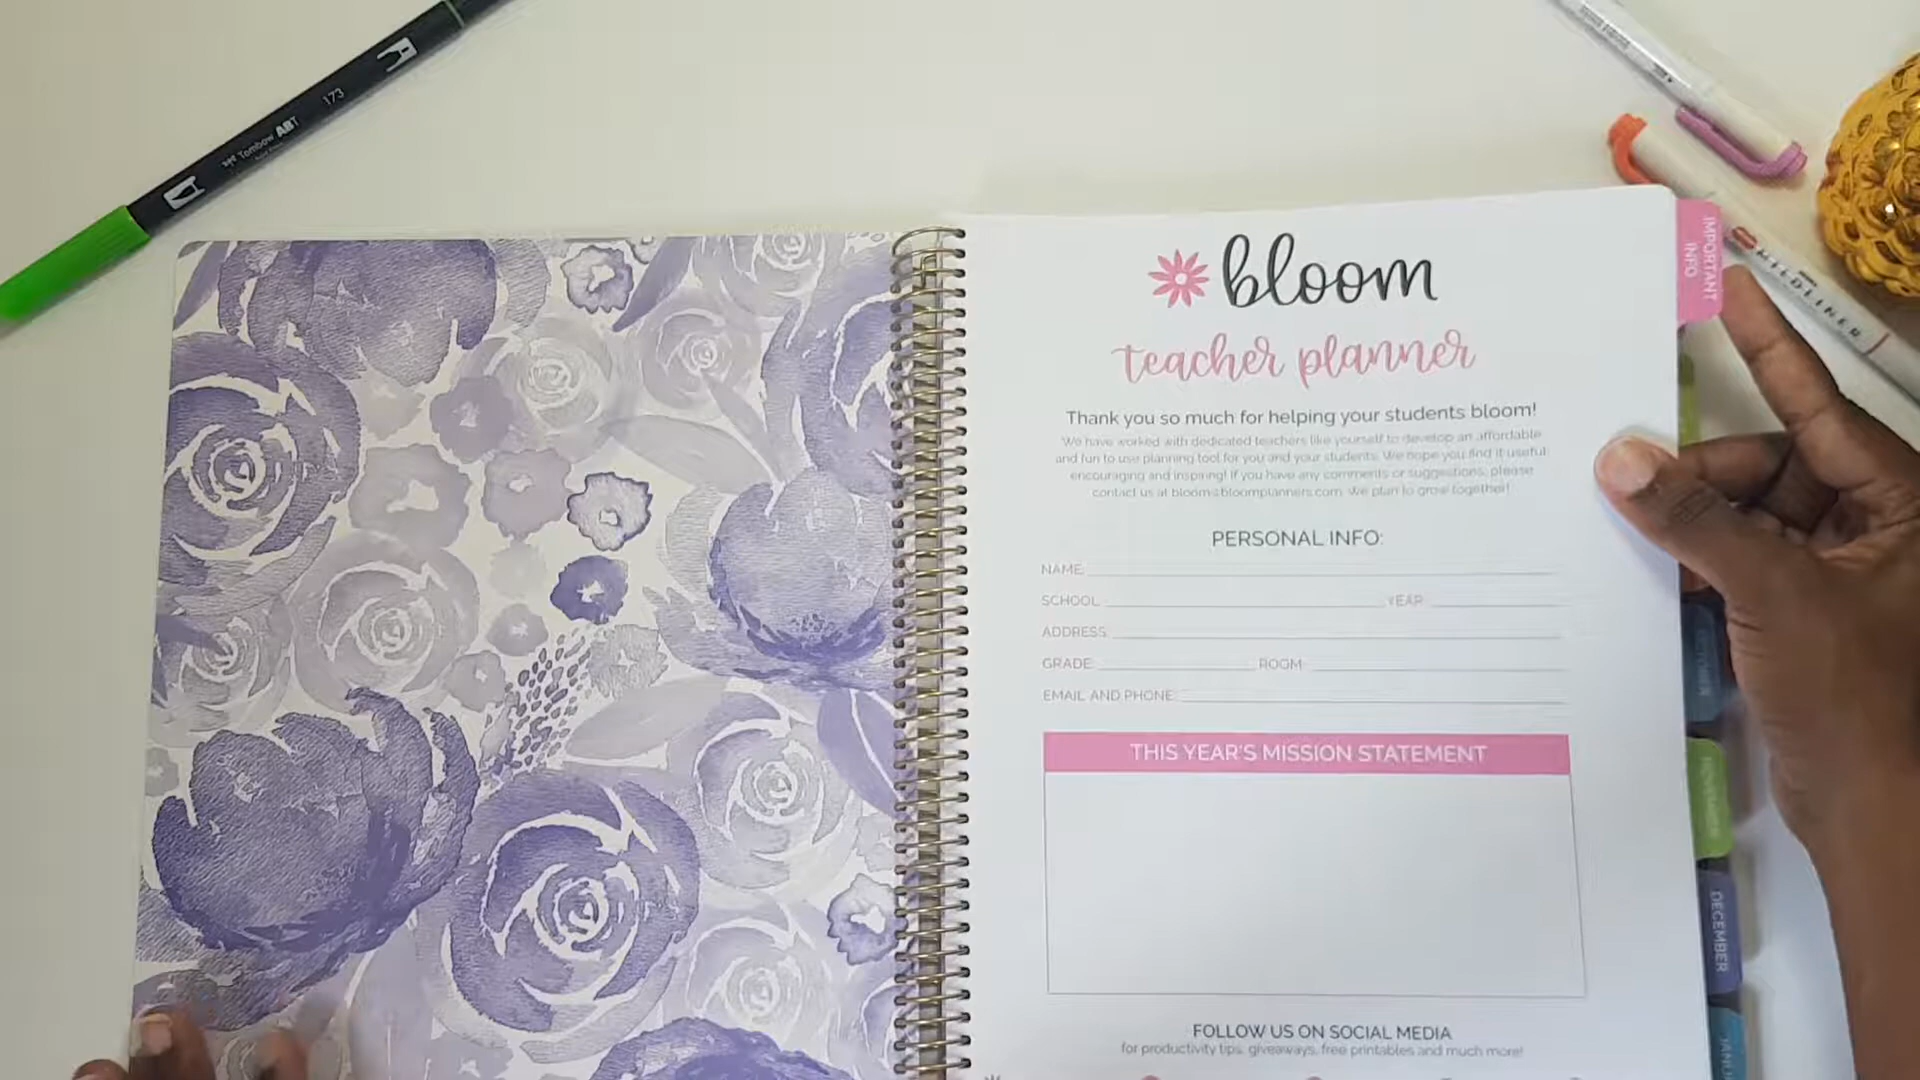 173
Tombow ABT
IMPORTANT
INFO
bloom
teacher planner
Thank you so much for helping your students bloom!
We have worked with dedicated teachers like yourself to develop an affordable
and fun to use planning tool for you and your students. We hope you find it useful
encouraging and inspiring! If you have any comments or suggestions, please
contact us at bloom@bloomplanners.com. We plan to grow together!
PERSONAL INFO:
NAME:
SCHOOL: YEAR:
ADDRESS:
GRADE: ROOM:
EMAIL AND PHONE:
THIS YEAR'S MISSION STATEMENT
FOLLOW US ON SOCIAL MEDIA
for productivity tips, giveaways, free printables and much more!
MILDLINER
NOVEMBER
DECEMBER
JANU